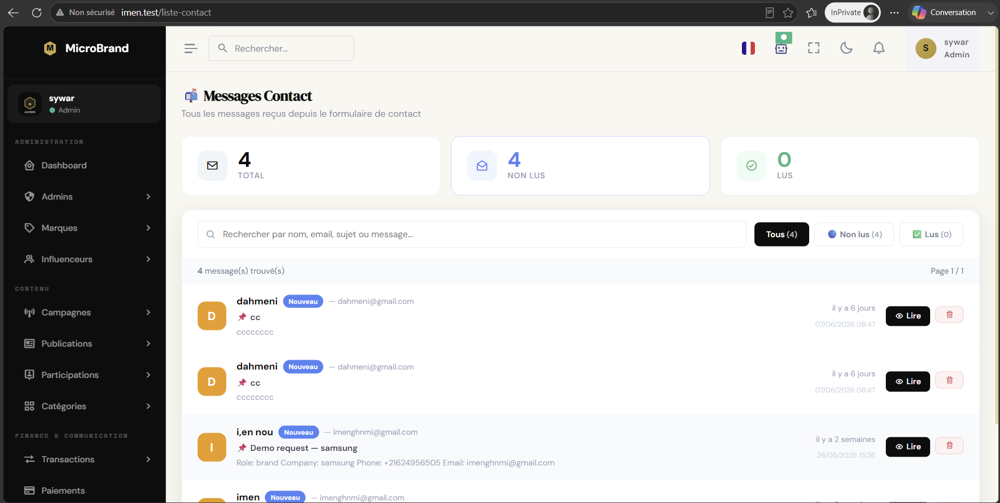 Non sécurisé imen.test/liste-contact
InPrivate
Conversation
M MicroBrand
Rechercher...
S sywar
Admin
sywar
Admin
ADMIN
ADMINISTRATION
Dashboard
Admins
Marques
Influenceurs
CONTENU
Campagnes
Publications
Participations
Catégories
FINANCE & COMMUNICATION
Transactions
Paiements
Messages Contact
Tous les messages reçus depuis le formulaire de contact
4
TOTAL
4
NON LUS
0
LUS
Rechercher par nom, email, sujet ou message...
Tous (4)
Non lus (4)
Lus (0)
4 message(s) trouvé(s)
Page 1 / 1
D
dahmeni Nouveau — dahmeni@gmail.com
cc
cccccccc
il y a 6 jours
07/06/2026 08:47
Lire
D
dahmeni Nouveau — dahmeni@gmail.com
cc
cccccccc
il y a 6 jours
07/06/2026 08:47
Lire
I
i,en nou Nouveau — imenghnmi@gmail.com
Demo request — samsung
Role: brand Company: samsung Phone: +21624956505 Email: imenghnmi@gmail.com
il y a 2 semaines
26/05/2026 15:26
Lire
imen Nouveau — imenghnmi@gmail.com